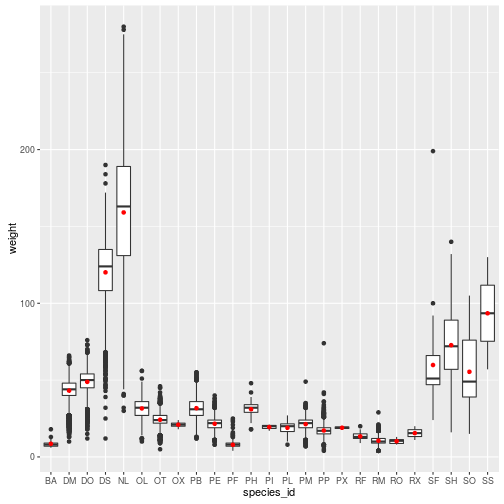 weight
200
100
0
BA DM DO DS NL OL OT OX PB PE PF PH PI PL PM PP PX RF RM RO RX SF SH SO SS
species_id